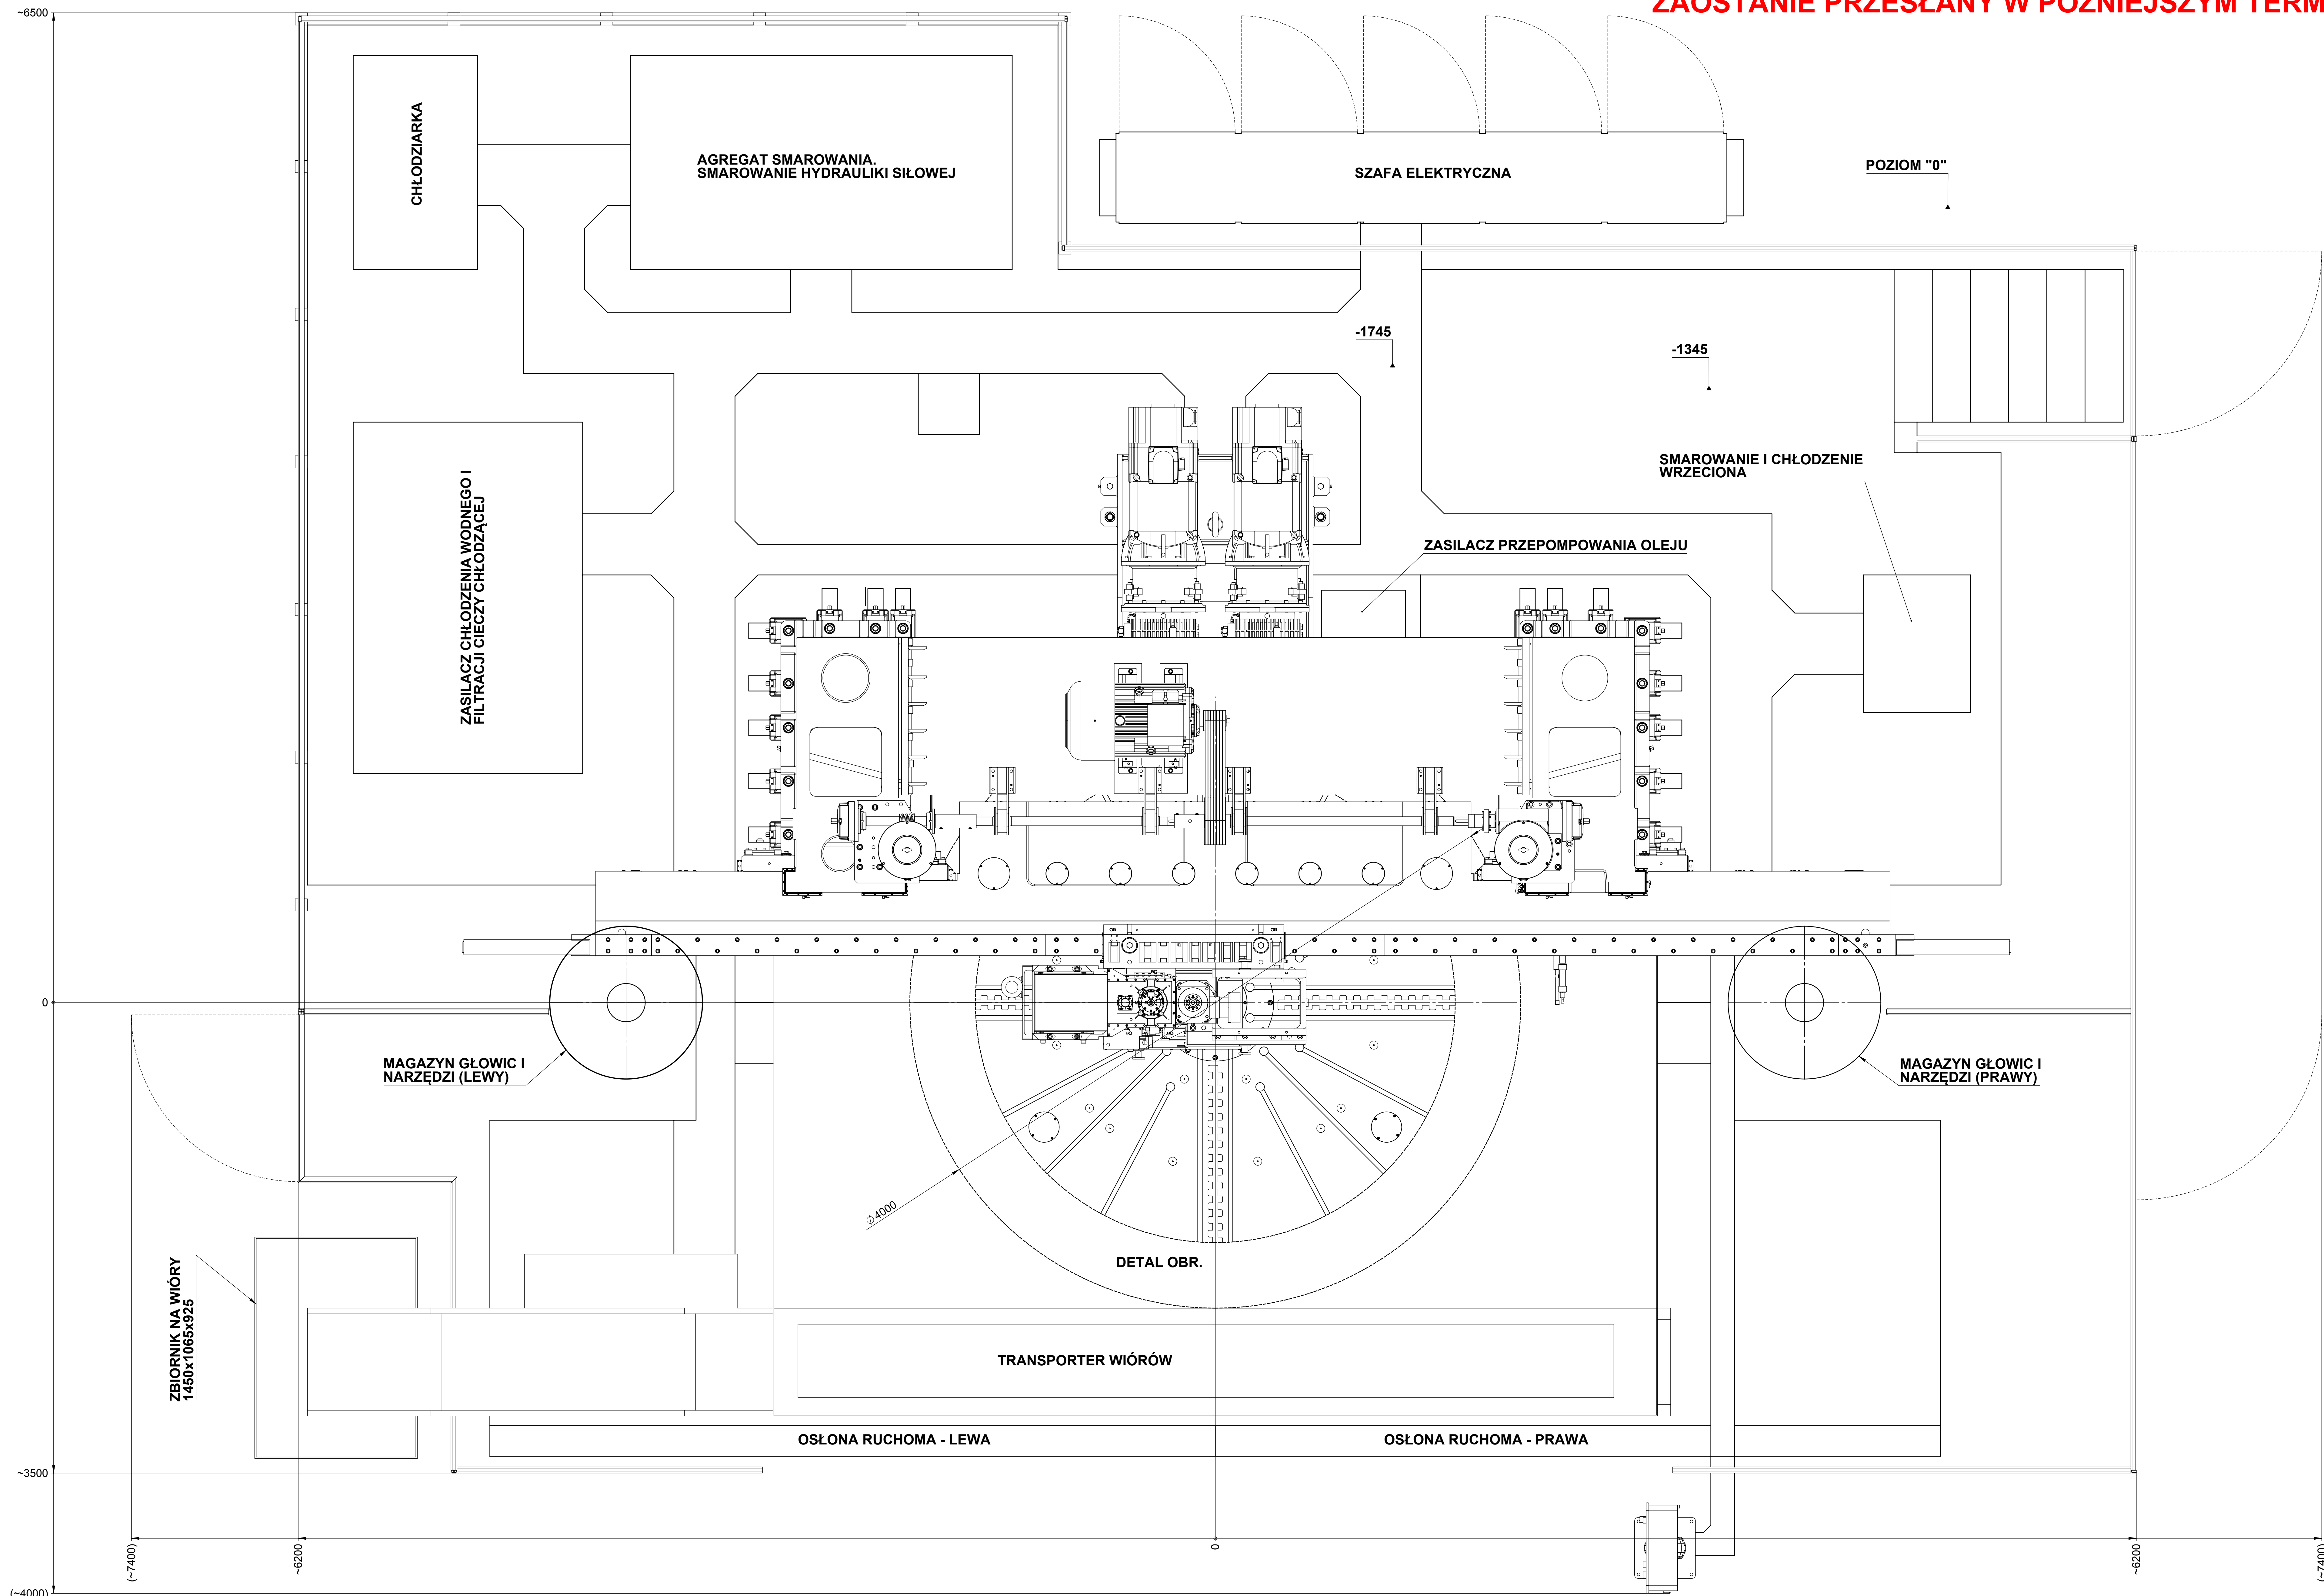 ZAOSTANIE PRZESŁANY W PÓŹNIEJSZYM TERM
~6500
CHŁODZIARKA
AGREGAT SMAROWANIA.
SMAROWANIE HYDRAULIKI SIŁOWEJ
SZAFA ELEKTRYCZNA
POZIOM "0"
-1745
-1345
SMAROWANIE I CHŁODZENIE
WRZECIONA
ZASILACZ CHŁODZENIA WODNEGO I
FILTRACJI CIECZY CHŁODZĄCEJ
ZASILACZ PRZEPOMPOWANIA OLEJU
0
MAGAZYN GŁOWIC I
NARZĘDZI (LEWY)
MAGAZYN GŁOWIC I
NARZĘDZI (PRAWY)
∅4000
DETAL OBR.
ZBIORNIK NA WIÓRY
1450x1065x925
TRANSPORTER WIÓRÓW
OSŁONA RUCHOMA - LEWA
OSŁONA RUCHOMA - PRAWA
~3500
(~7400)
~6200
0
~6200
(~7400)
(~4000)